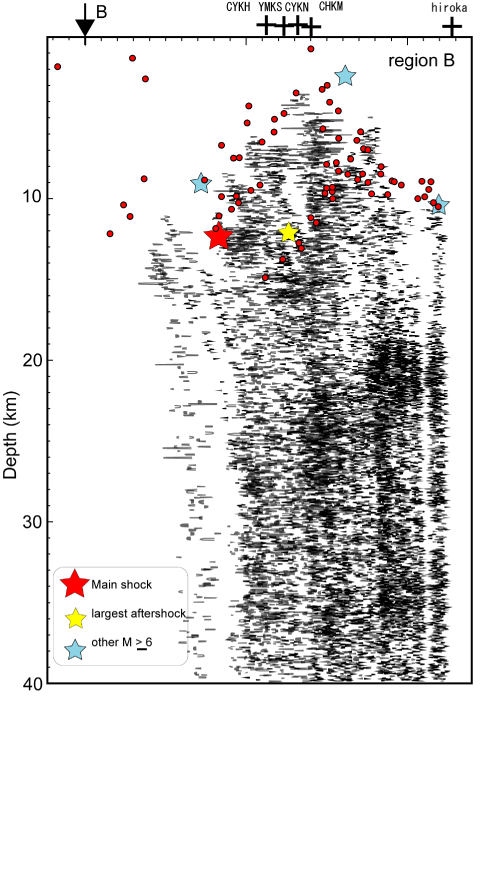 CYKH YMKS CYKN CHKM hiroka
B
region B
10
20
30
40
Depth (km)
Main shock
largest aftershock
other M ≥ 6